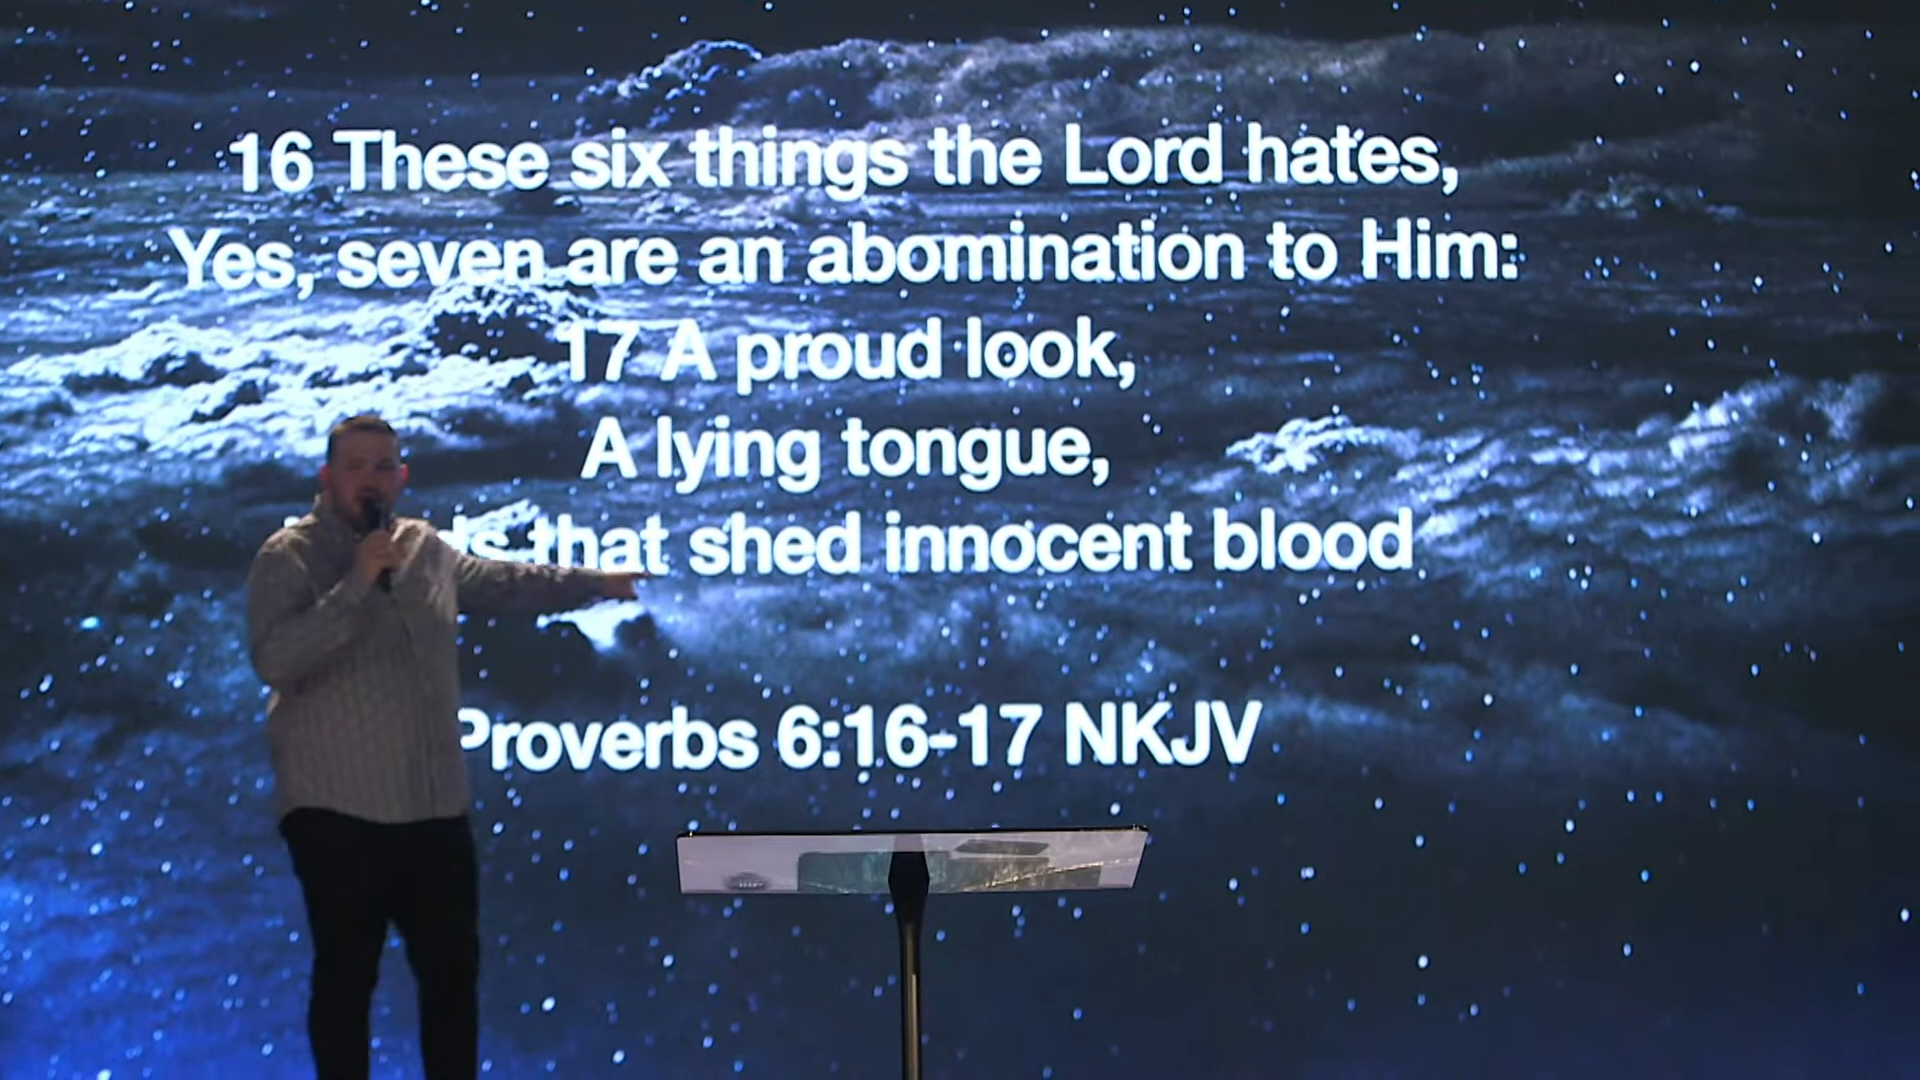 16 These six things the Lord hates,
Yes, seven are an abomination to Him:
17 A proud look,
A lying tongue,
that shed innocent blood
Proverbs 6:16-17 NKJV